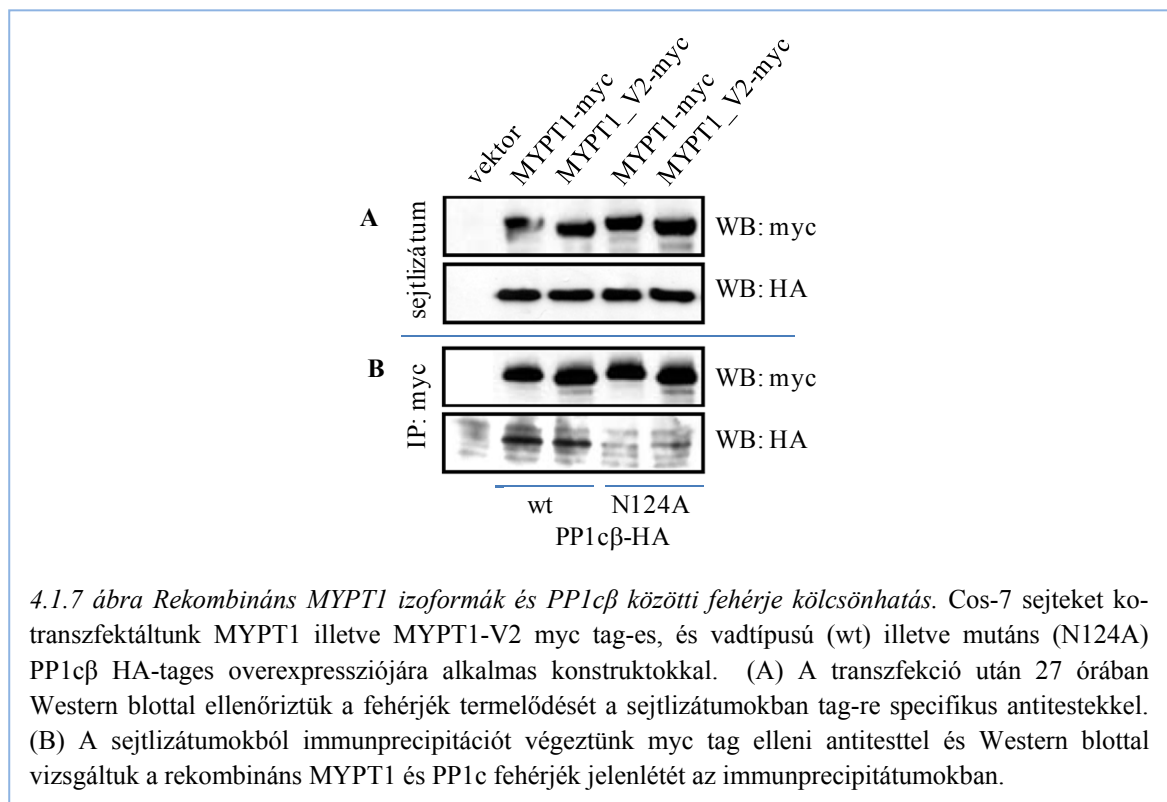 vektor
MYPT1-myc
MYPT1_V2-myc
MYPT1-myc
MYPT1_V2-myc
A
sejtlizátum
WB: myc
WB: HA
B
IP: myc
WB: myc
WB: HA
wt N124A
PP1cβ-HA
4.1.7 ábra Rekombináns MYPT1 izoformák és PP1cβ közötti fehérje kölcsönhatás. Cos-7 sejteket ko-
transzfektáltunk MYPT1 illetve MYPT1-V2 myc tag-es, és vadtípusú (wt) illetve mutáns (N124A)
PP1cβ HA-tages overexpressziójára alkalmas konstruktokkal. (A) A transzfekció után 27 órában
Western blottal ellenőriztük a fehérjék termelődését a sejtlizátumokban tag-re specifikus antitestekkel.
(B) A sejtlizátumokból immunprecipitációt végeztünk myc tag elleni antitesttel és Western blottal
vizsgáltuk a rekombináns MYPT1 és PP1c fehérjék jelenlétét az immunprecipitátumokban.